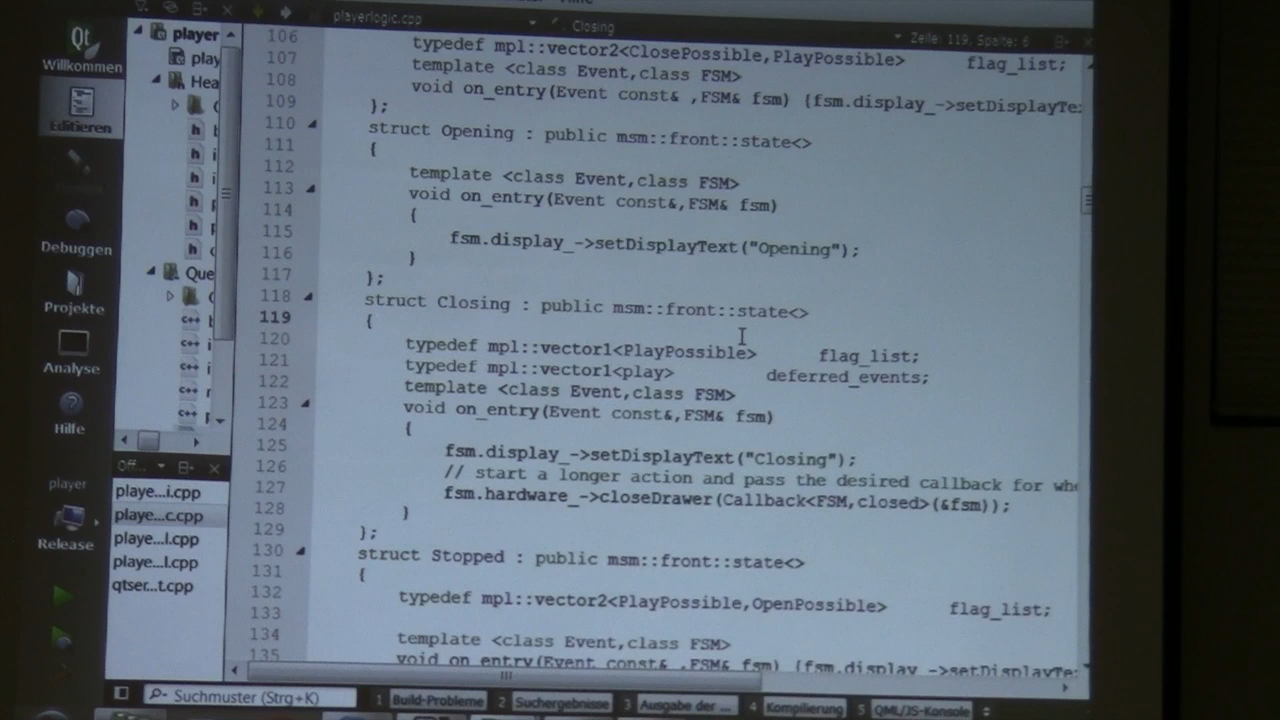 playerlogic.cpp
Closing
Zeile: 119, Spalte: 6
Qt
Willkommen
Editieren
Debuggen
Projekte
Analyse
Hilfe
player
Release
player
play
Hea
h
h
h
h
h
h
Que
c++
c++
c++
c++
c++
Off...
playe...i.cpp
playe...c.cpp
playe...l.cpp
playe...l.cpp
qtser...t.cpp
106
107 typedef mpl::vector2<ClosePossible,PlayPossible> flag_list;
108 template <class Event,class FSM>
109 void on_entry(Event const& ,FSM& fsm) {fsm.display_->setDisplayTe
110 };
111 struct Opening : public msm::front::state<>
112 {
113 template <class Event,class FSM>
114 void on_entry(Event const&,FSM& fsm)
115 {
116 fsm.display_->setDisplayText("Opening");
117 }
118 };
119 struct Closing : public msm::front::state<>
120 {
121 typedef mpl::vector1<PlayPossible> flag_list;
122 typedef mpl::vector1<play> deferred_events;
123 template <class Event,class FSM>
124 void on_entry(Event const&,FSM& fsm)
125 {
126 fsm.display_->setDisplayText("Closing");
127 // start a longer action and pass the desired callback for wh
128 fsm.hardware_->closeDrawer(Callback<FSM,closed>(&fsm));
129 }
130 };
131 struct Stopped : public msm::front::state<>
132 {
133 typedef mpl::vector2<PlayPossible,OpenPossible> flag_list;
134
135 template <class Event,class FSM>
void on_entry(Event const& ,FSM& fsm) {fsm.display_->setDisplayTe
Suchmuster (Strg+K)
1 Build-Probleme
2 Suchergebnisse
3 Ausgabe der ...
4 Kompilierung
5 QML/JS-Konsole